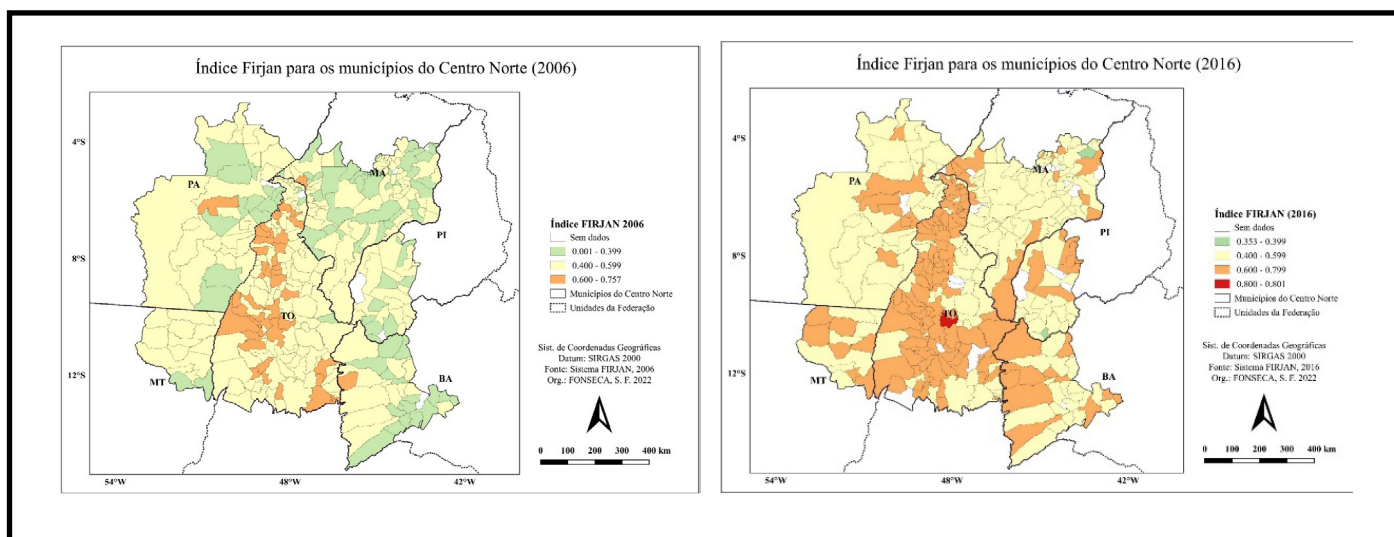 Índice Firjan para os municípios do Centro Norte (2006)
4°S
8°S
12°S
54°W
48°W
42°W
PA
MA
PI
TO
MT
BA
Índice FIRJAN 2006
Sem dados
0.001 - 0.399
0.400 - 0.599
0.600 - 0.757
Municípios do Centro Norte
Unidades da Federação
Sist. de Coordenadas Geográficas
Datum: SIRGAS 2000
Fonte: Sistema FIRJAN, 2006
Org.: FONSECA, S. F. 2022
0 100 200 300 400 km
Índice Firjan para os municípios do Centro Norte (2016)
4°S
8°S
12°S
54°W
48°W
42°W
PA
MA
PI
TO
MT
BA
Índice FIRJAN (2016)
Sem dados
0.353 - 0.399
0.400 - 0.599
0.600 - 0.799
0.800 - 0.801
Municípios do Centro Norte
Unidades da Federação
Sist. de Coordenadas Geográficas
Datum: SIRGAS 2000
Fonte: Sistema FIRJAN, 2016
Org.: FONSECA, S. F. 2022
0 100 200 300 400 km